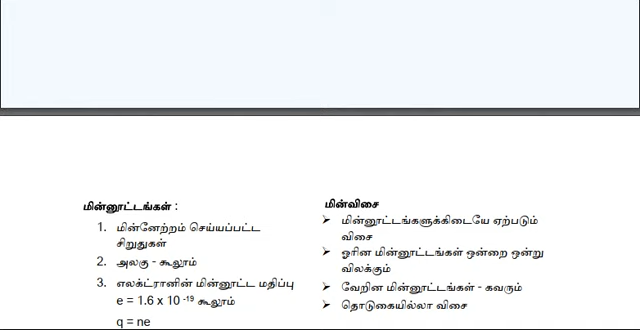 மின்னூட்டங்கள் :
1. மின்னேற்றம் செய்யப்பட்ட
சிறுதுகள்
2. அலகு - கூலூம்
3. எலக்ட்ரானின் மின்னூட்ட மதிப்பு
e = 1.6 x 10 -19 கூலூம்
q = ne
மின்விசை
➢ மின்னூட்டங்களுக்கிடையே ஏற்படும்
விசை
➢ ஓரின மின்னூட்டங்கள் ஒன்றை ஒன்று
விலக்கும்
➢ வேறின மின்னூட்டங்கள் - கவரும்
➢ தொடுகையில்லா விசை